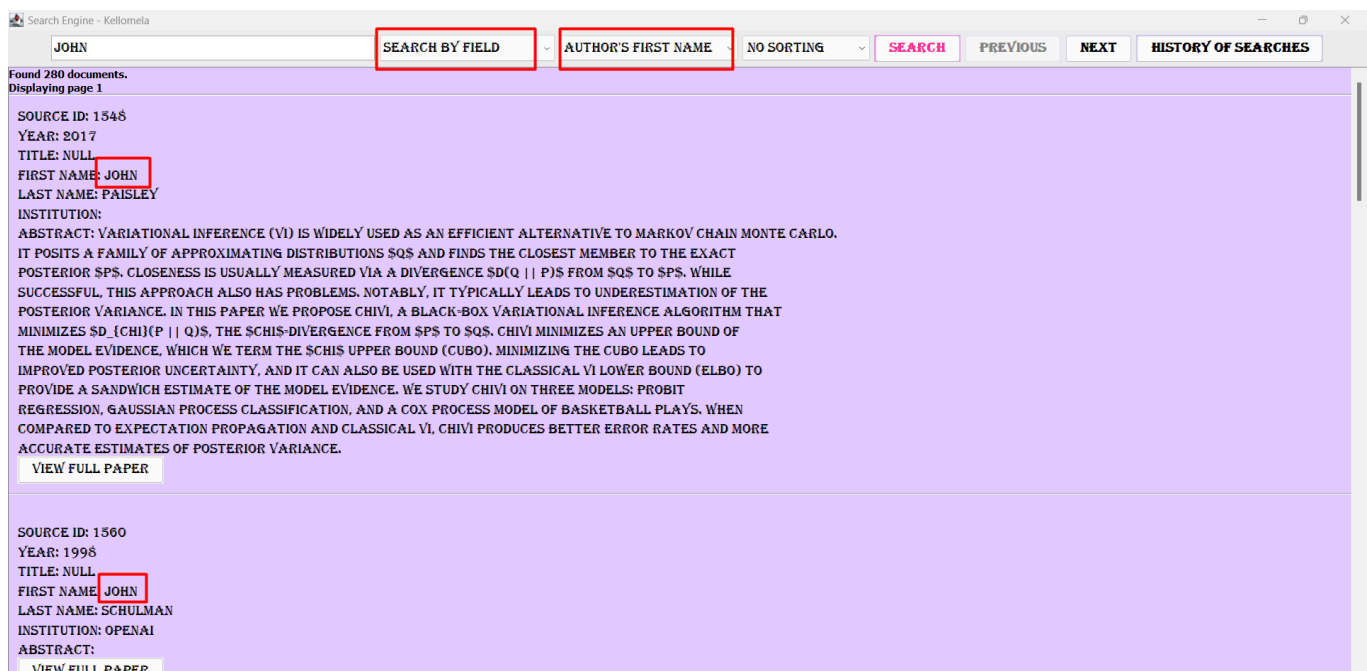 Search Engine - Kellomela
JOHN SEARCH BY FIELD AUTHOR'S FIRST NAME NO SORTING SEARCH PREVIOUS NEXT HISTORY OF SEARCHES
Found 280 documents.
Displaying page 1
SOURCE ID: 1548
YEAR: 2017
TITLE: NULL
FIRST NAME: JOHN
LAST NAME: PAISLEY
INSTITUTION:
ABSTRACT: VARIATIONAL INFERENCE (VI) IS WIDELY USED AS AN EFFICIENT ALTERNATIVE TO MARKOV CHAIN MONTE CARLO.
IT POSITS A FAMILY OF APPROXIMATING DISTRIBUTIONS $Q$ AND FINDS THE CLOSEST MEMBER TO THE EXACT
POSTERIOR $P$. CLOSENESS IS USUALLY MEASURED VIA A DIVERGENCE $D(Q || P)$ FROM $Q$ TO $P$. WHILE
SUCCESSFUL, THIS APPROACH ALSO HAS PROBLEMS. NOTABLY, IT TYPICALLY LEADS TO UNDERESTIMATION OF THE
POSTERIOR VARIANCE. IN THIS PAPER WE PROPOSE CHIVI, A BLACK-BOX VARIATIONAL INFERENCE ALGORITHM THAT
MINIMIZES $D_{CHI}(P || Q)$, THE $CHI$-DIVERGENCE FROM $P$ TO $Q$. CHIVI MINIMIZES AN UPPER BOUND OF
THE MODEL EVIDENCE, WHICH WE TERM THE $CHI$ UPPER BOUND (CUBO). MINIMIZING THE CUBO LEADS TO
IMPROVED POSTERIOR UNCERTAINTY, AND IT CAN ALSO BE USED WITH THE CLASSICAL VI LOWER BOUND (ELBO) TO
PROVIDE A SANDWICH ESTIMATE OF THE MODEL EVIDENCE. WE STUDY CHIVI ON THREE MODELS: PROBIT
REGRESSION, GAUSSIAN PROCESS CLASSIFICATION, AND A COX PROCESS MODEL OF BASKETBALL PLAYS. WHEN
COMPARED TO EXPECTATION PROPAGATION AND CLASSICAL VI, CHIVI PRODUCES BETTER ERROR RATES AND MORE
ACCURATE ESTIMATES OF POSTERIOR VARIANCE.
VIEW FULL PAPER
SOURCE ID: 1560
YEAR: 1998
TITLE: NULL
FIRST NAME: JOHN
LAST NAME: SCHULMAN
INSTITUTION: OPENAI
ABSTRACT:
VIEW FULL PAPER